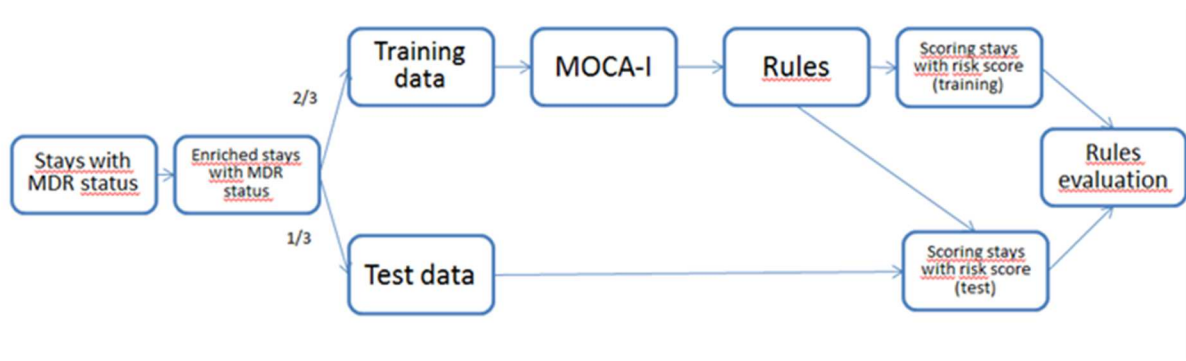 Stays with
MDR status
Enriched stays
with MDR
status
2/3
1/3
Training
data
MOCA-I
Rules
Scoring stays
with risk score
(training)
Test data
Scoring stays
with risk score
(test)
Rules
evaluation